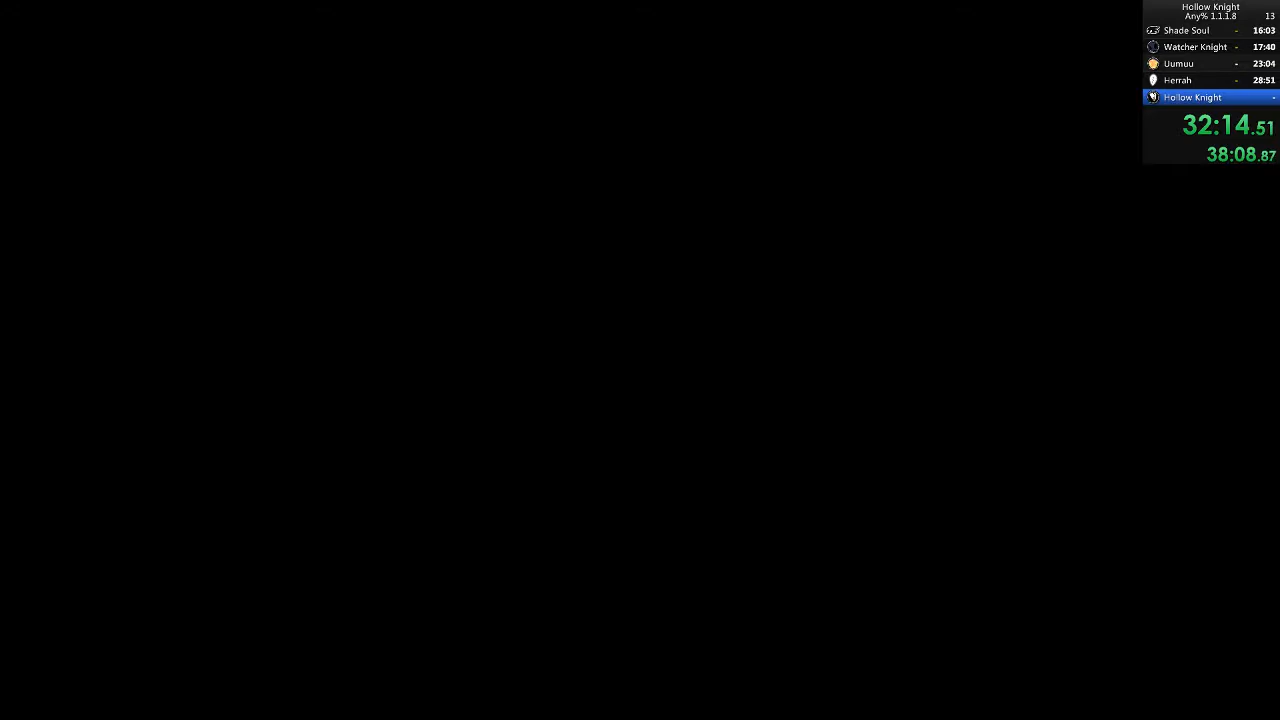 Hollow Knight
Any% 1.1.1.8 13
Shade Soul - 16:03
Watcher Knight - 17:40
Uumuu - 23:04
Herrah - 28:51
Hollow Knight -
32:14.51
38:08.87